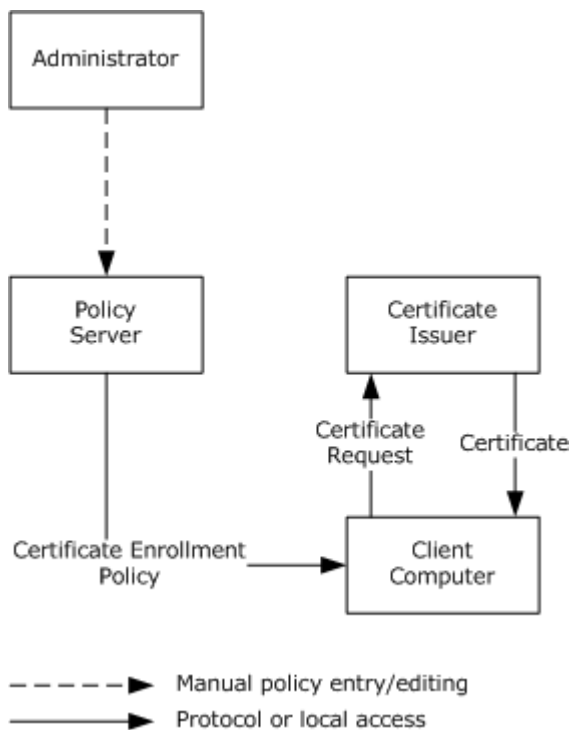 Administrator
Policy
Server
Certificate
Issuer
Certificate
Request
Certificate
Certificate Enrollment
Policy
Client
Computer
Manual policy entry/editing
Protocol or local access